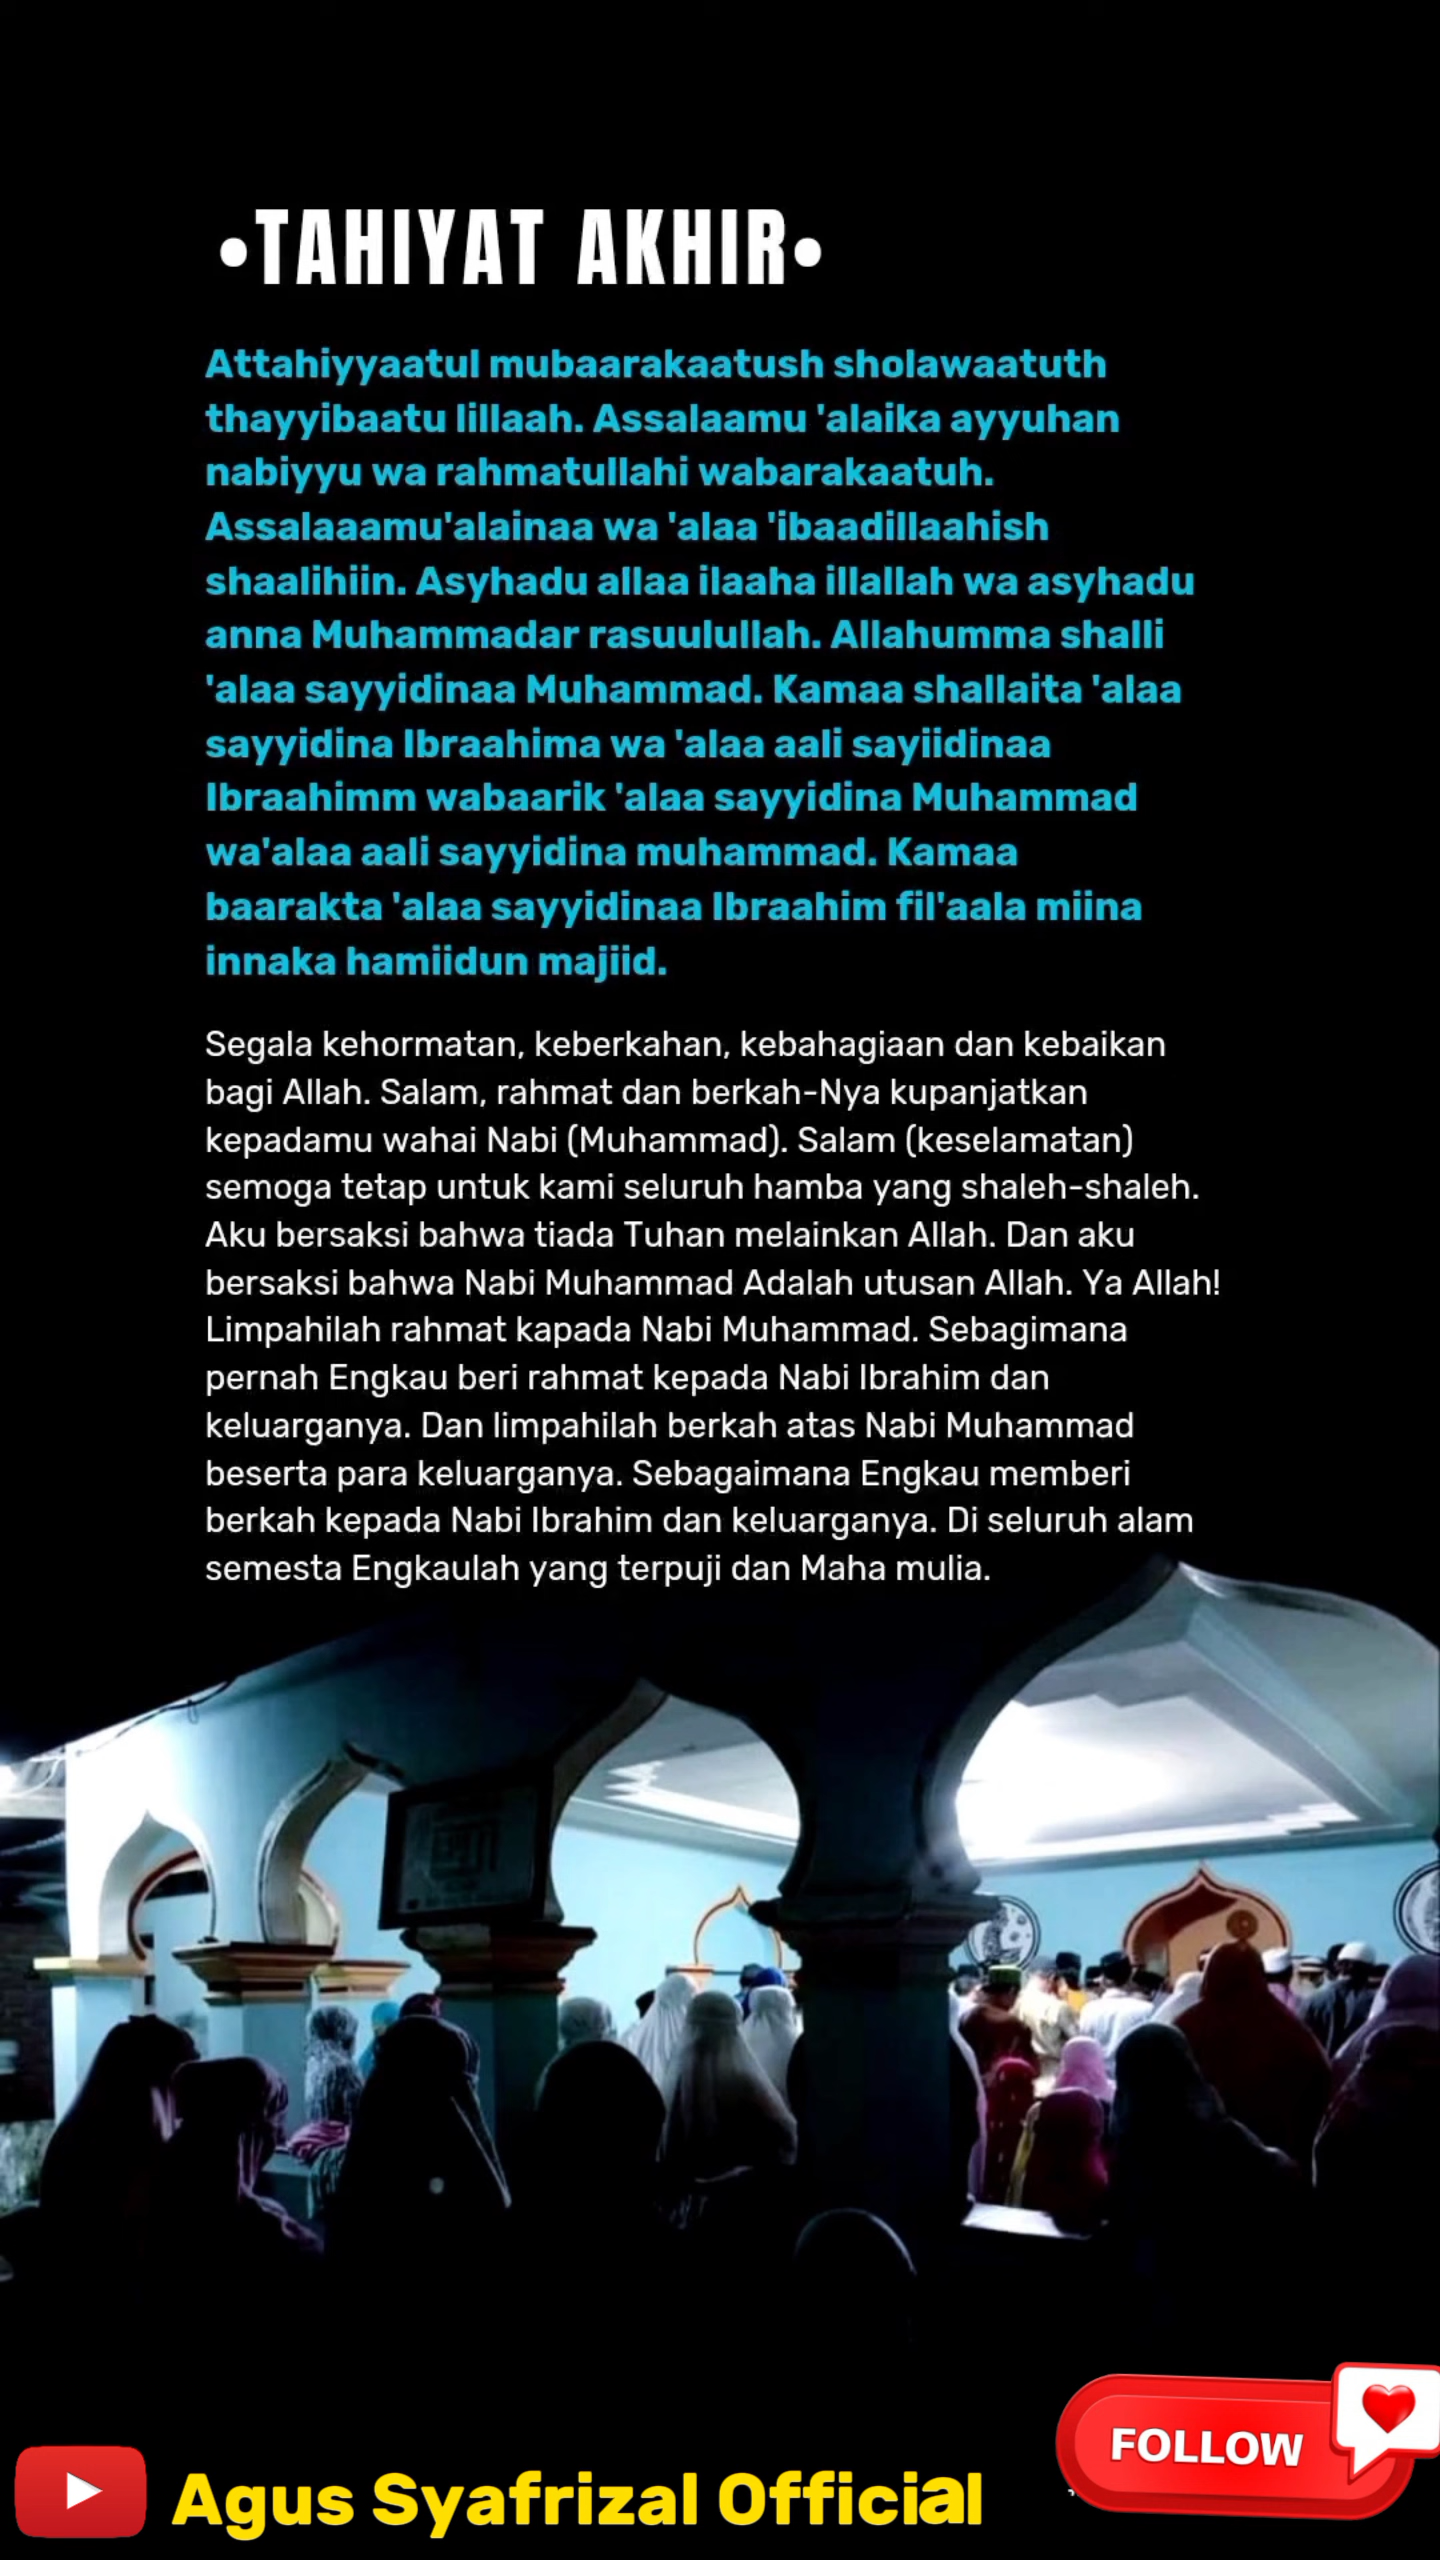 •TAHIYAT AKHIR•
Attahiyyaatul mubaarakaatush sholawaatuth
thayyibaatu lillaah. Assalaamu 'alaika ayyuhan
nabiyyu wa rahmatullahi wabarakaatuh.
Assalaaamu'alainaa wa 'alaa 'ibaadillaahish
shaalihiin. Asyhadu allaa ilaaha illallah wa asyhadu
anna Muhammadar rasuulullah. Allahumma shalli
'alaa sayyidinaa Muhammad. Kamaa shallaita 'alaa
sayyidina Ibraahima wa 'alaa aali sayiidinaa
Ibraahimm wabaarik 'alaa sayyidina Muhammad
wa'alaa aali sayyidina muhammad. Kamaa
baarakta 'alaa sayyidinaa Ibraahim fil'aala miina
innaka hamiidun majiid.
Segala kehormatan, keberkahan, kebahagiaan dan kebaikan
bagi Allah. Salam, rahmat dan berkah-Nya kupanjatkan
kepadamu wahai Nabi (Muhammad). Salam (keselamatan)
semoga tetap untuk kami seluruh hamba yang shaleh-shaleh.
Aku bersaksi bahwa tiada Tuhan melainkan Allah. Dan aku
bersaksi bahwa Nabi Muhammad Adalah utusan Allah. Ya Allah!
Limpahilah rahmat kapada Nabi Muhammad. Sebagimana
pernah Engkau beri rahmat kepada Nabi Ibrahim dan
keluarganya. Dan limpahilah berkah atas Nabi Muhammad
beserta para keluarganya. Sebagaimana Engkau memberi
berkah kepada Nabi Ibrahim dan keluarganya. Di seluruh alam
semesta Engkaulah yang terpuji dan Maha mulia.
FOLLOW
Agus Syafrizal Official